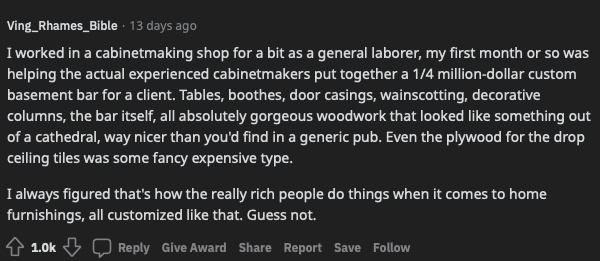 Ving_Rhames_Bible · 13 days ago
I worked in a cabinetmaking shop for a bit as a general laborer, my first month or so was
helping the actual experienced cabinetmakers put together a 1/4 million-dollar custom
basement bar for a client. Tables, boothes, door casings, wainscotting, decorative
columns, the bar itself, all absolutely gorgeous woodwork that looked like something out
of a cathedral, way nicer than you'd find in a generic pub. Even the plywood for the drop
ceiling tiles was some fancy expensive type.
I always figured that's how the really rich people do things when it comes to home
furnishings, all customized like that. Guess not.
1.0k Reply Give Award Share Report Save Follow